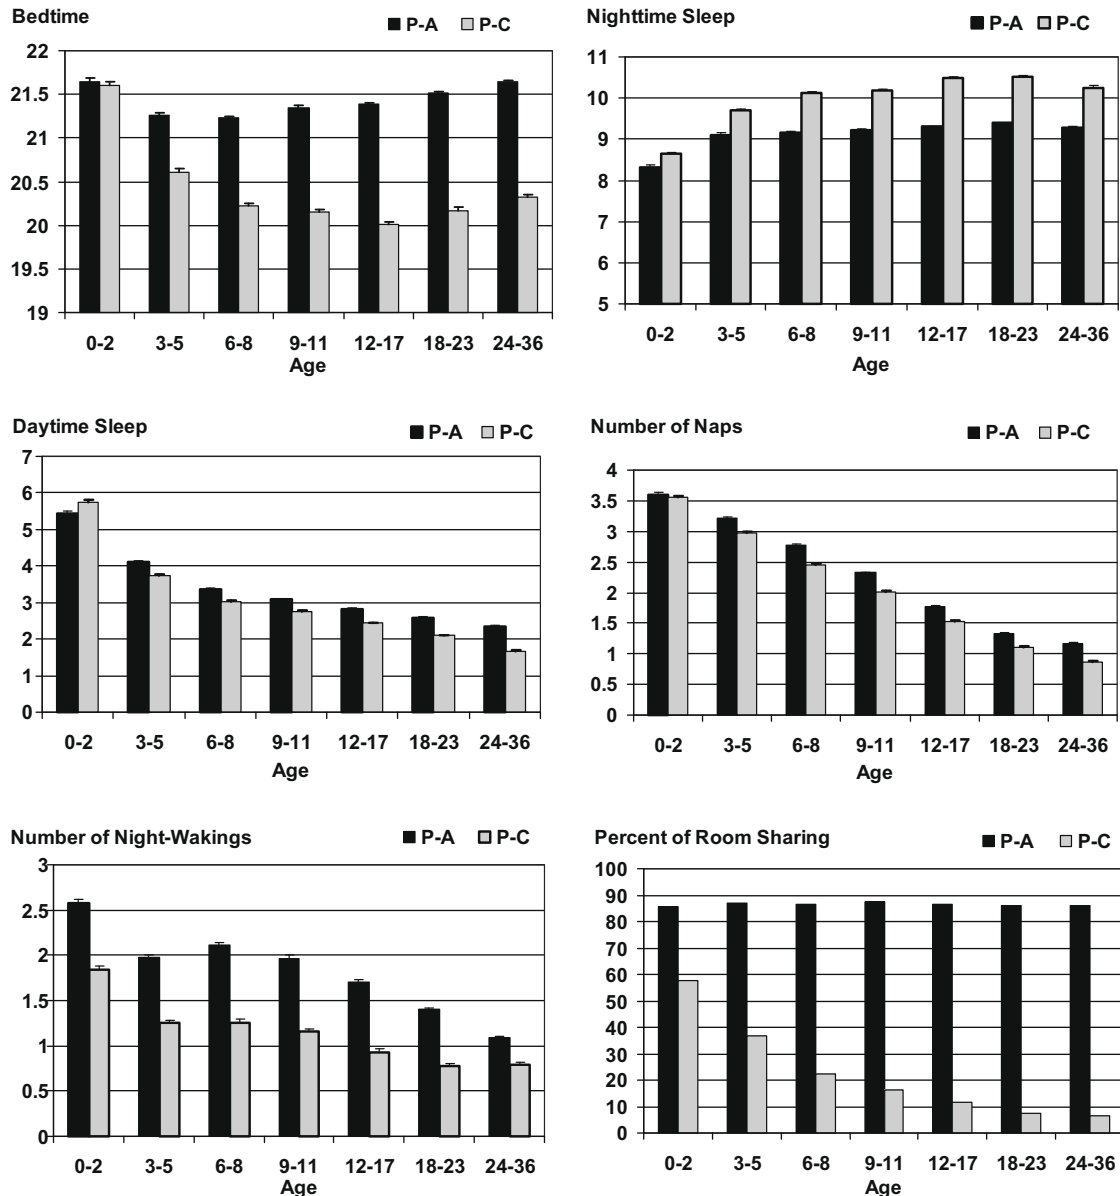 Bedtime
P-A P-C
22
21.5
21
20.5
20
19.5
19
0-2 3-5 6-8 9-11 12-17 18-23 24-36
Age
Nighttime Sleep
P-A P-C
11
10
9
8
7
6
5
0-2 3-5 6-8 9-11 12-17 18-23 24-36
Age
Daytime Sleep
P-A P-C
7
6
5
4
3
2
1
0
0-2 3-5 6-8 9-11 12-17 18-23 24-36
Age
Number of Naps
P-A P-C
4
3.5
3
2.5
2
1.5
1
0.5
0
0-2 3-5 6-8 9-11 12-17 18-23 24-36
Age
Number of Night-Wakings
P-A P-C
3
2.5
2
1.5
1
0.5
0
0-2 3-5 6-8 9-11 12-17 18-23 24-36
Age
Percent of Room Sharing
P-A P-C
100
90
80
70
60
50
40
30
20
10
0
0-2 3-5 6-8 9-11 12-17 18-23 24-36
Age